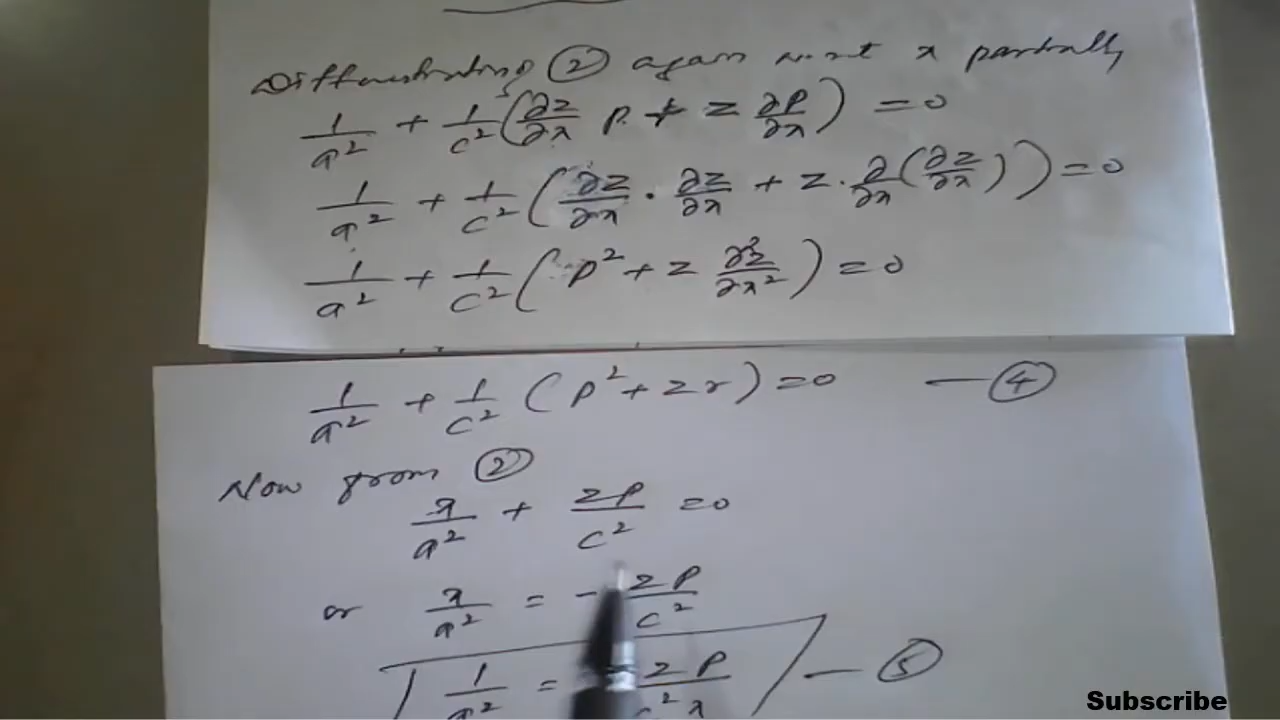 Differentiating ② again w.r.t x partially
1/a² + 1/c² (∂z/∂x p + z ∂p/∂x) = 0
1/a² + 1/c² (∂z/∂x · ∂z/∂x + z · ∂/∂x (∂z/∂x)) = 0
1/a² + 1/c² (p² + z ∂²z/∂x²) = 0
1/a² + 1/c² (p² + zr) = 0 — ④
Now from ②
x/a² + zp/c² = 0
or x/a² = - zp/c²
1/a² = zp/c²x — ⑤
Subscribe